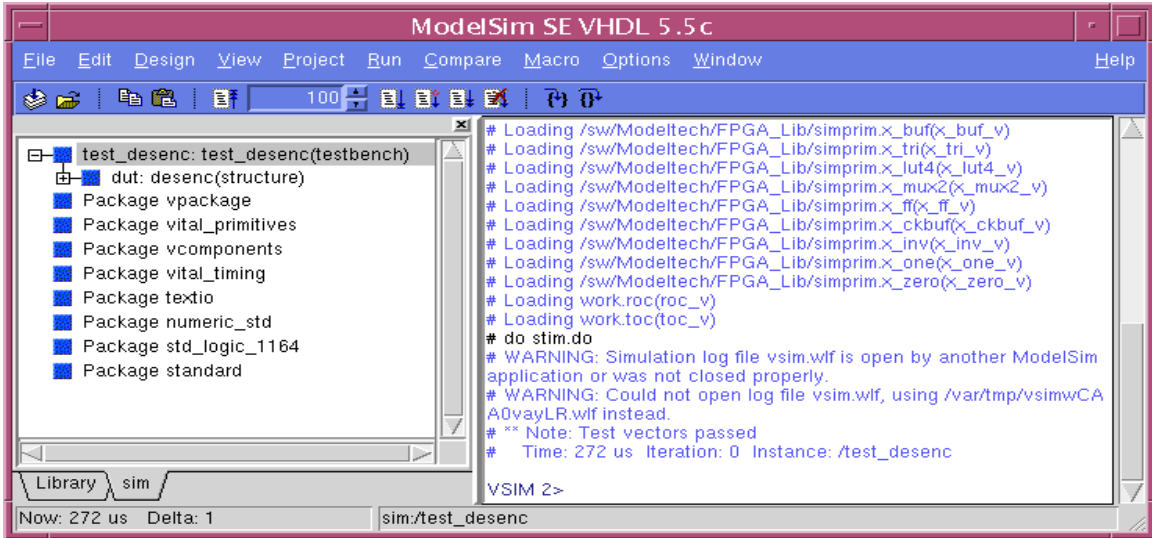 ModelSim SE VHDL 5.5c
File Edit Design View Project Run Compare Macro Options Window Help
100
test_desenc: test_desenc(testbench)
dut: desenc(structure)
Package vpackage
Package vital_primitives
Package vcomponents
Package vital_timing
Package textio
Package numeric_std
Package std_logic_1164
Package standard
Library sim
# Loading /sw/Modeltech/FPGA_Lib/simprim.x_buf(x_buf_v)
# Loading /sw/Modeltech/FPGA_Lib/simprim.x_tri(x_tri_v)
# Loading /sw/Modeltech/FPGA_Lib/simprim.x_lut4(x_lut4_v)
# Loading /sw/Modeltech/FPGA_Lib/simprim.x_mux2(x_mux2_v)
# Loading /sw/Modeltech/FPGA_Lib/simprim.x_ff(x_ff_v)
# Loading /sw/Modeltech/FPGA_Lib/simprim.x_ckbuf(x_ckbuf_v)
# Loading /sw/Modeltech/FPGA_Lib/simprim.x_inv(x_inv_v)
# Loading /sw/Modeltech/FPGA_Lib/simprim.x_one(x_one_v)
# Loading /sw/Modeltech/FPGA_Lib/simprim.x_zero(x_zero_v)
# Loading work.roc(roc_v)
# Loading work.toc(toc_v)
# do stim.do
# WARNING: Simulation log file vsim.wlf is open by another ModelSim
application or was not closed properly.
# WARNING: Could not open log file vsim.wlf, using /var/tmp/vsimwCA
A0vayLR.wlf instead.
# ** Note: Test vectors passed
# Time: 272 us Iteration: 0 Instance: /test_desenc
VSIM 2>
Now: 272 us Delta: 1 sim:/test_desenc